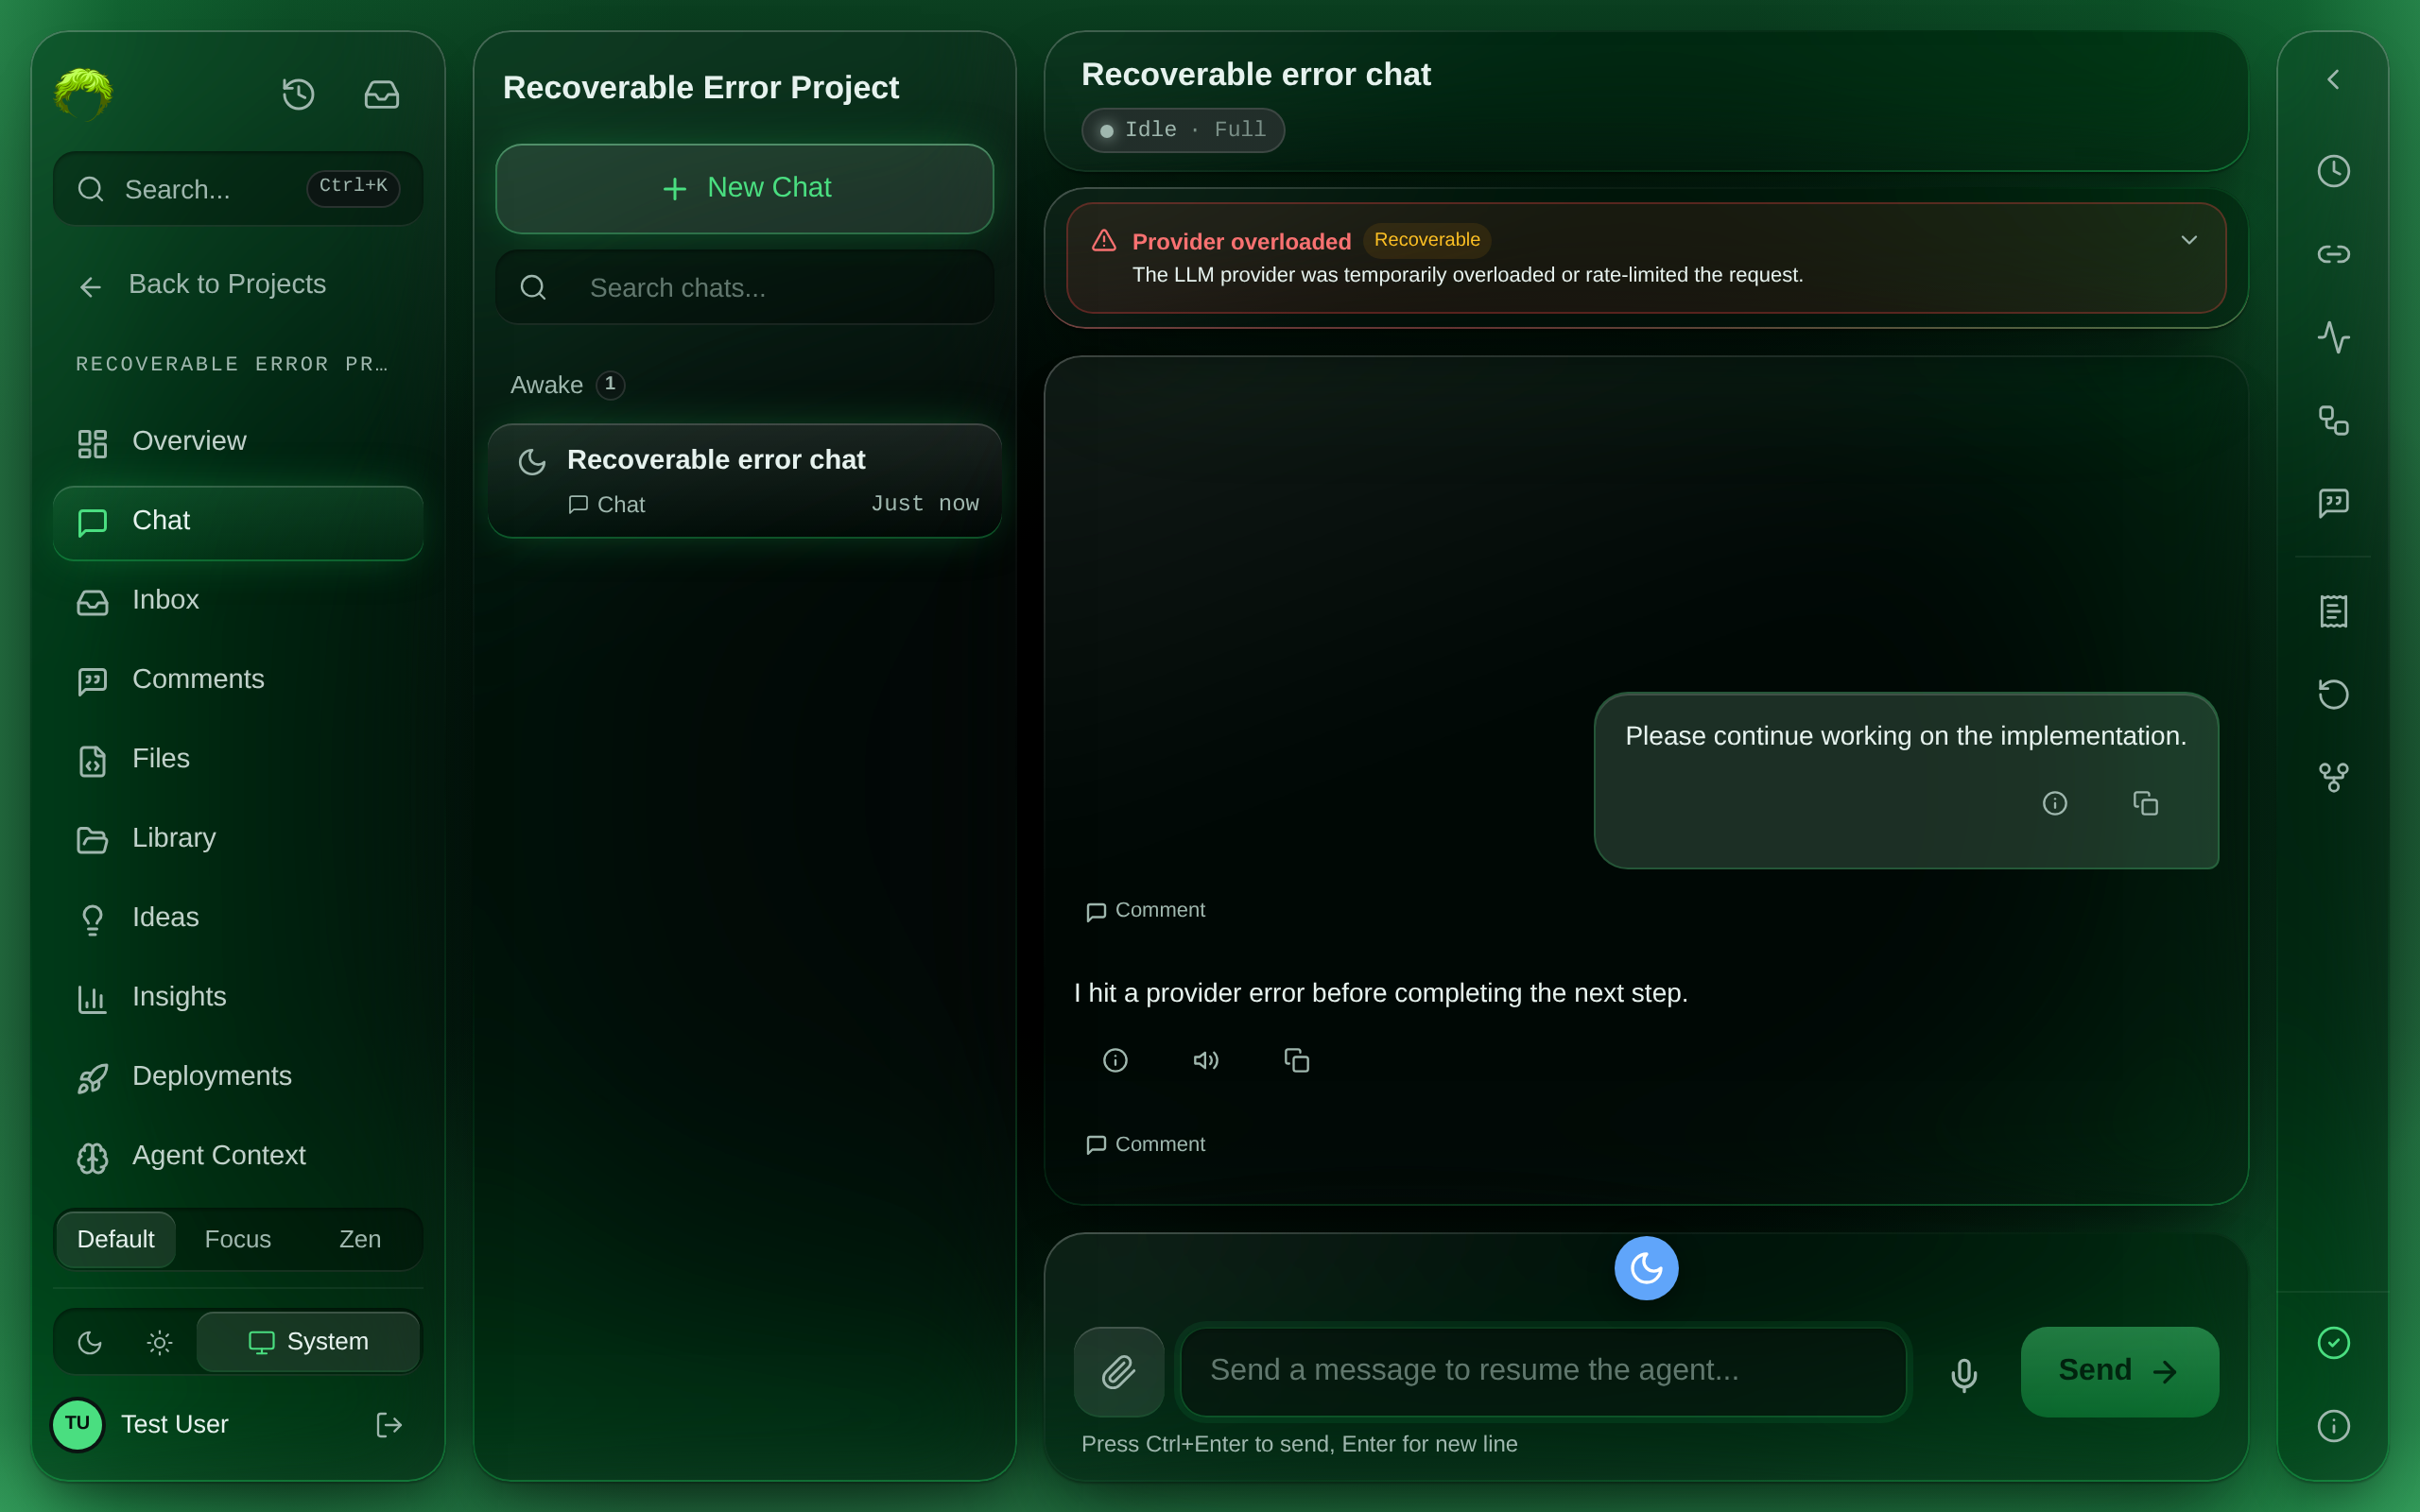 Search...
Ctrl+K
Back to Projects
RECOVERABLE ERROR PR…
Overview
Chat
Inbox
Comments
Files
Library
Ideas
Insights
Deployments
Agent Context
Default
Focus
Zen
System
TU
Test User
Recoverable Error Project
New Chat
Search chats...
Awake 1
Recoverable error chat
Chat
Just now
Recoverable error chat
Idle · Full
Provider overloaded
Recoverable
The LLM provider was temporarily overloaded or rate-limited the request.
Please continue working on the implementation.
Comment
I hit a provider error before completing the next step.
Comment
Send a message to resume the agent...
Send
Press Ctrl+Enter to send, Enter for new line